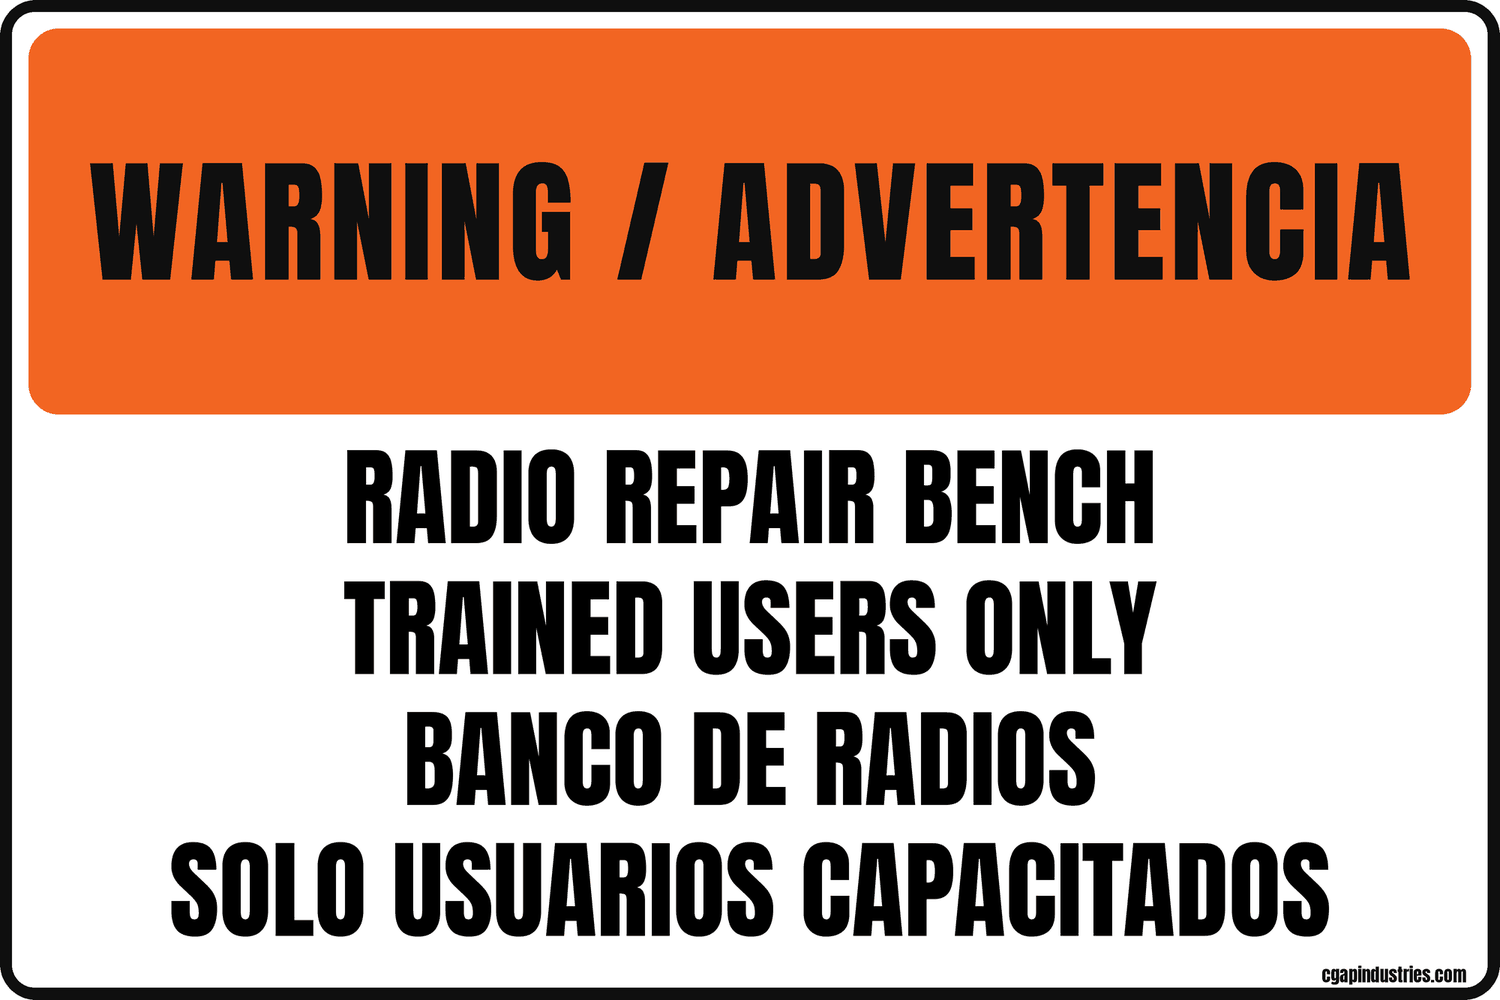 WARNING / ADVERTENCIA
RADIO REPAIR BENCH
TRAINED USERS ONLY
BANCO DE RADIOS
SOLO USUARIOS CAPACITADOS
cgapindustries.com